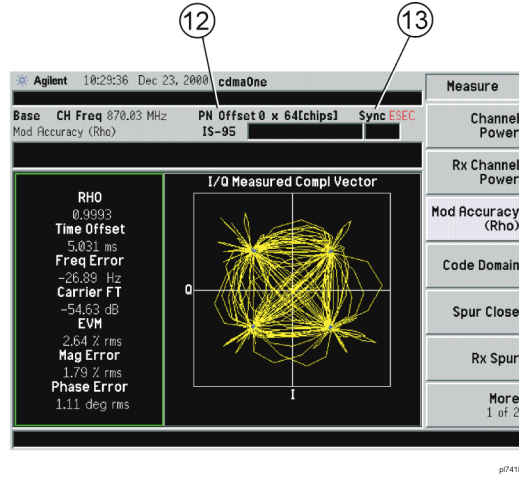 12 13
Agilent 10:29:36 Dec 23, 2000 cdmaOne
Base CH Freq 870.03 MHz PN Offset 0 x 64[chips] Sync ESEC
Mod Accuracy (Rho) IS-95
I/Q Measured Compl Vector
RHO
0.9993
Time Offset
5.031 ms
Freq Error
-26.89 Hz
Carrier FT
-54.63 dB
EVM
2.64 % rms
Mag Error
1.79 % rms
Phase Error
1.11 deg rms
Q
I
Measure
Channel
Power
Rx Channel
Power
Mod Accuracy
(Rho)
Code Domain
Spur Close
Rx Spur
More
1 of 2